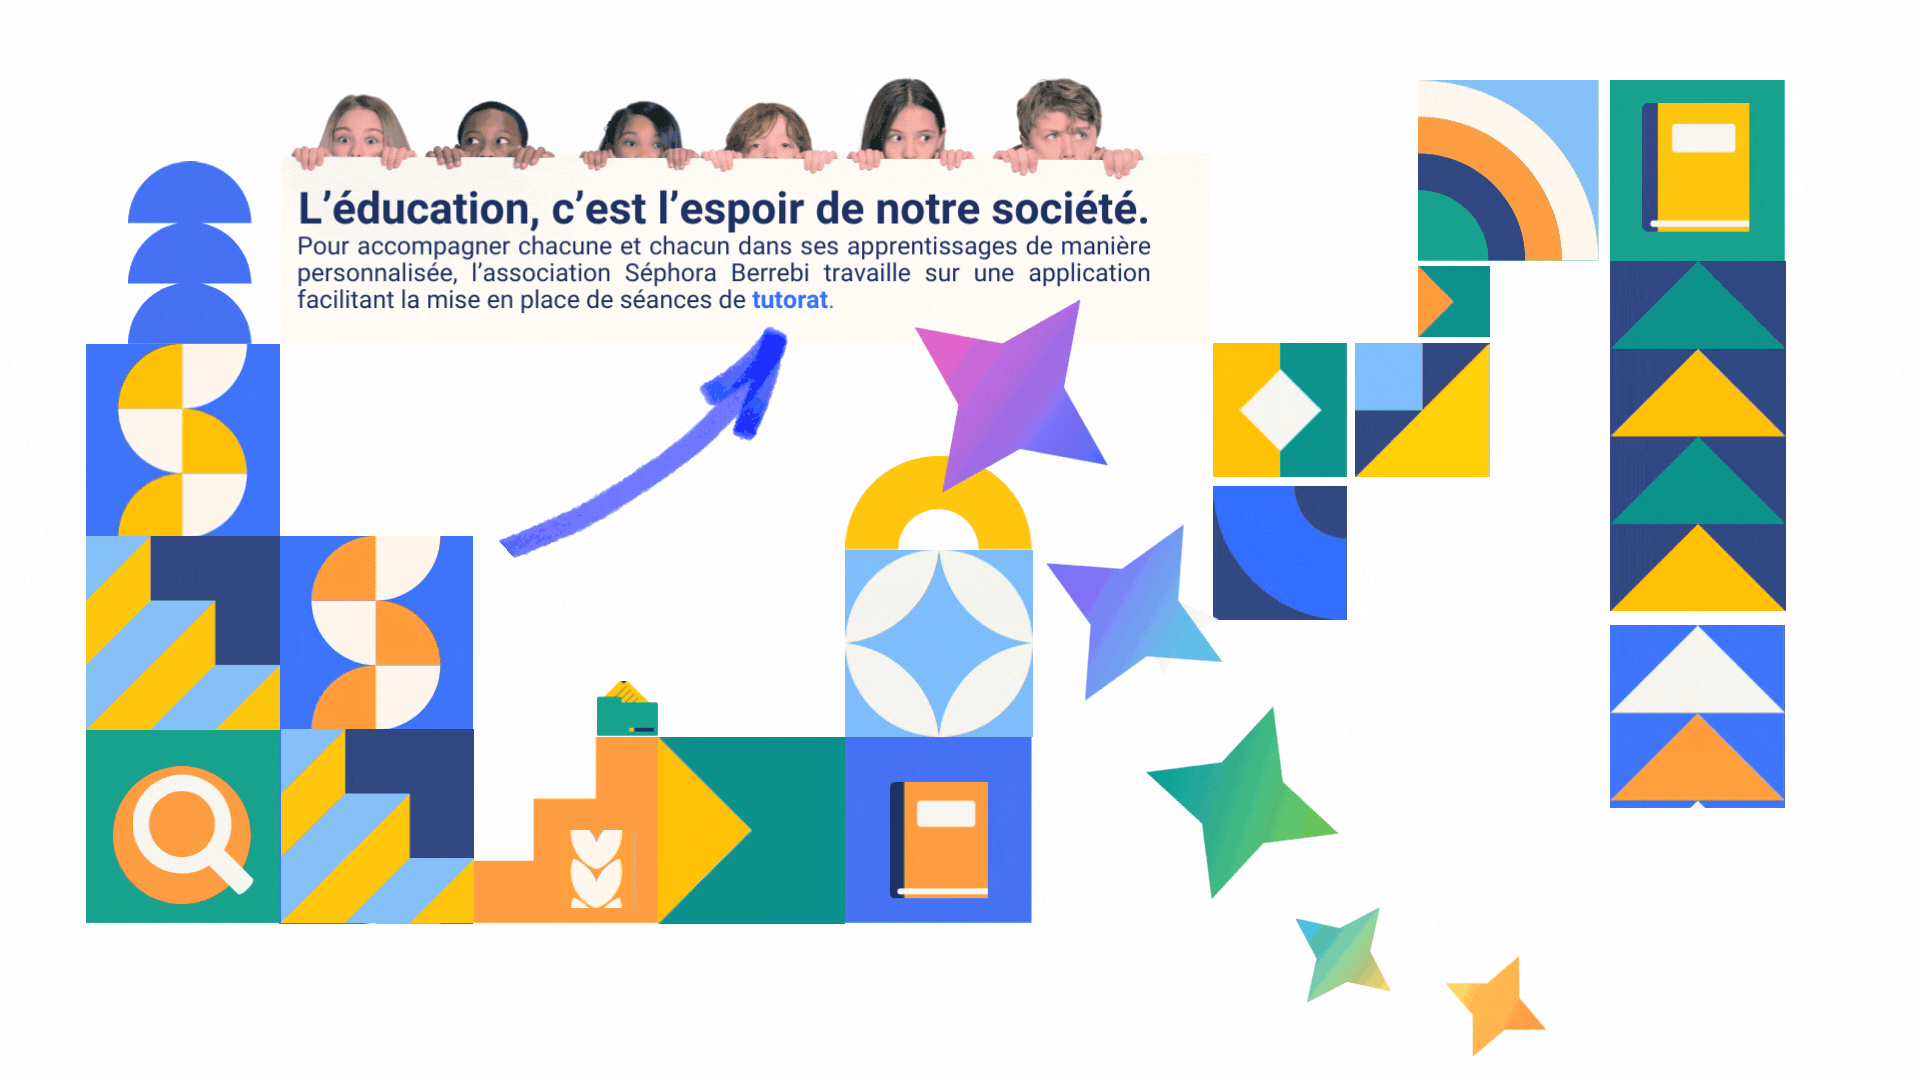 L’éducation, c’est l’espoir de notre société.
Pour accompagner chacune et chacun dans ses apprentissages de manière
personnalisée, l’association Séphora Berrebi travaille sur une application
facilitant la mise en place de séances de tutorat.